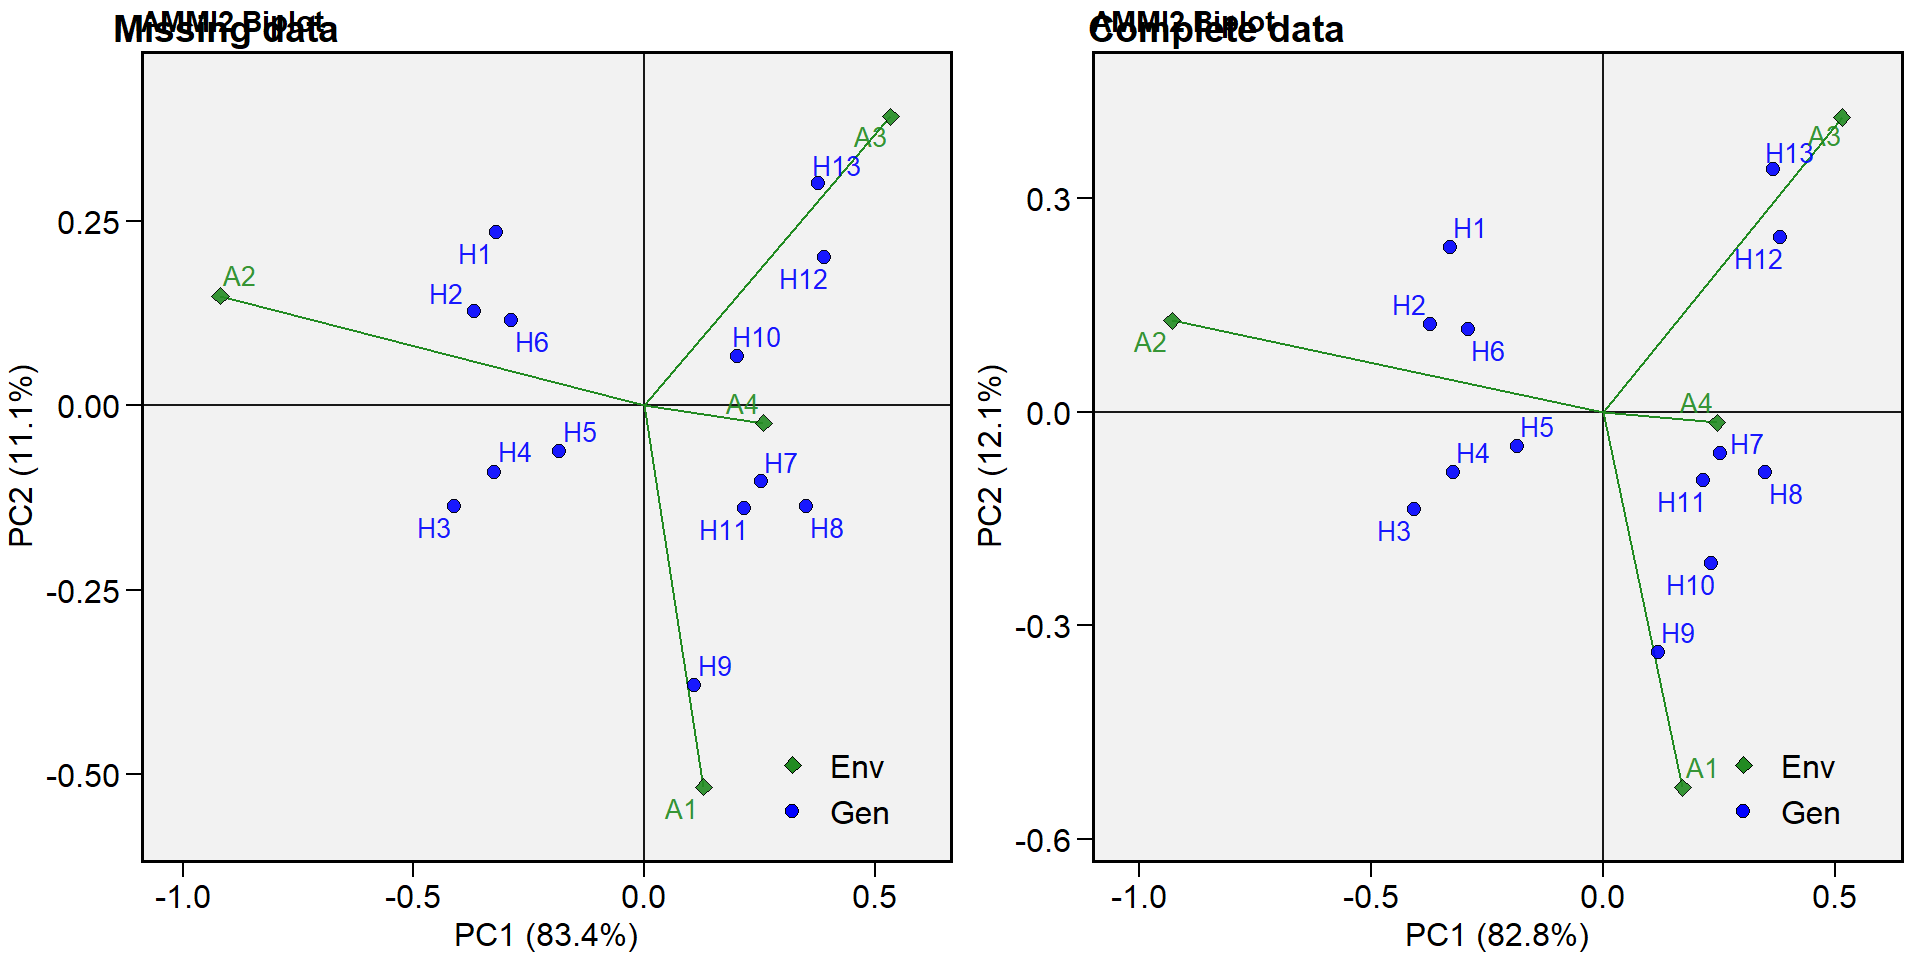 AMMI2 Biplot
Missing data
A3
H13
0.25
H1
H12
A2
H2
H6
H10
0.00
A4
H5
H4
H7
H3
H11
H8
PC2 (11.1%)
-0.25
H9
-0.50
A1
Env
Gen
-1.0
-0.5
0.0
0.5
PC1 (83.4%)
AMMI2 Biplot
Complete data
A3
H13
0.3
H1
H12
H2
A2
H6
0.0
A4
H5
H7
H4
H11
H8
H3
PC2 (12.1%)
H10
-0.3
H9
A1
Env
Gen
-0.6
-1.0
-0.5
0.0
0.5
PC1 (82.8%)